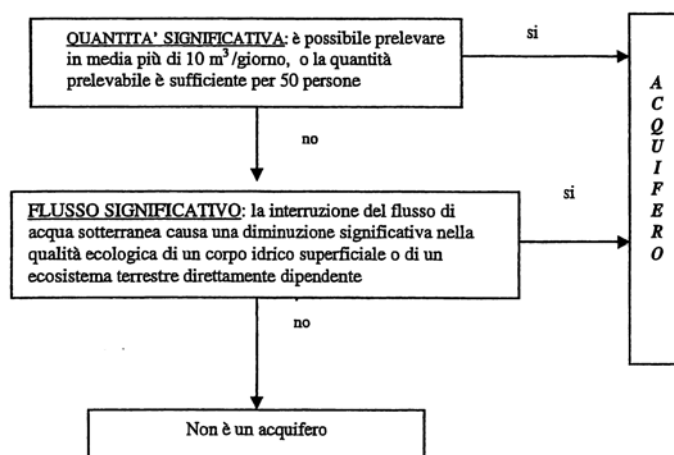 QUANTITA' SIGNIFICATIVA: è possibile prelevare
in media più di 10 m³/giorno, o la quantità
prelevabile è sufficiente per 50 persone
si
no
FLUSSO SIGNIFICATIVO: la interruzione del flusso di
acqua sotterranea causa una diminuzione significativa nella
qualità ecologica di un corpo idrico superficiale o di un
ecosistema terrestre direttamente dipendente
si
no
Non è un acquifero
A
C
Q
U
I
F
E
R
O